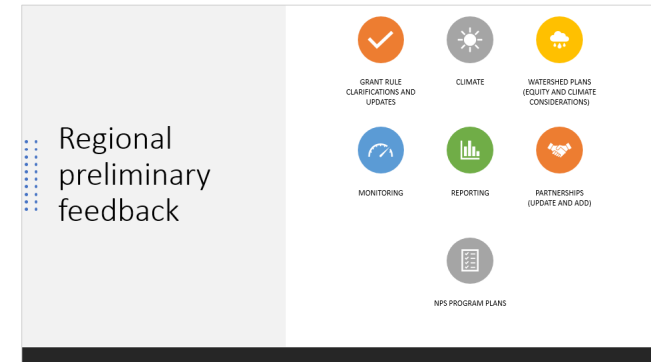 Regional
preliminary
feedback
GRANT RULE
CLARIFICATIONS AND
UPDATES
CLIMATE
WATERSHED PLANS
(EQUITY AND CLIMATE
CONSIDERATIONS)
MONITORING
REPORTING
PARTNERSHIPS
(UPDATE AND ADD)
NPS PROGRAM PLANS